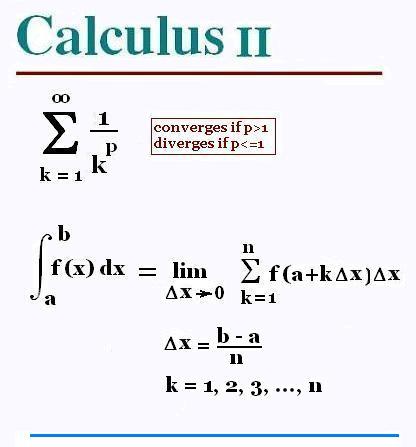 Calculus II
∞
Σ 1/k^p
k = 1
converges if p>1
diverges if p<=1
b
∫ f(x) dx = lim Σ f(a+kΔx)Δx
a
Δx→0
n
k=1
Δx = b - a / n
k = 1, 2, 3, ..., n